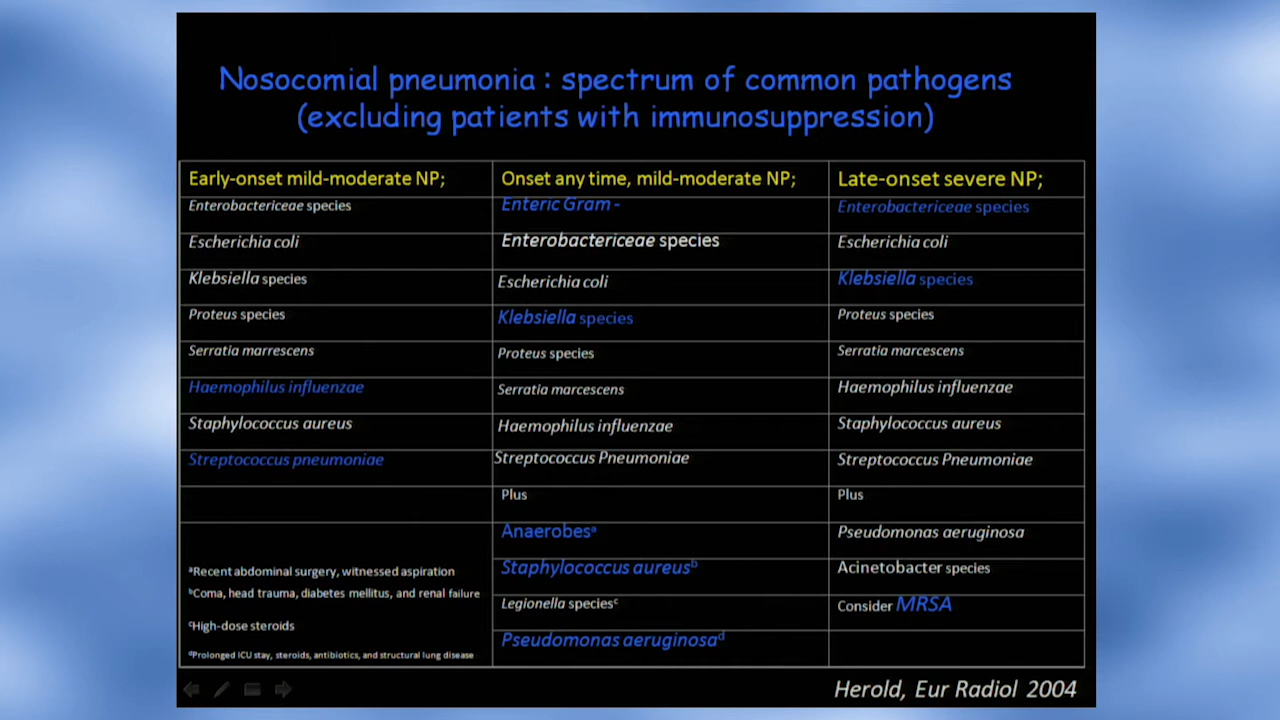 Nosocomial pneumonia : spectrum of common pathogens
(excluding patients with immunosuppression)
Early-onset mild-moderate NP;
Enterobactericeae species
Escherichia coli
Klebsiella species
Proteus species
Serratia marrescens
Haemophilus influenzae
Staphylococcus aureus
Streptococcus pneumoniae
ᵃRecent abdominal surgery, witnessed aspiration
ᵇComa, head trauma, diabetes mellitus, and renal failure
ᶜHigh-dose steroids
ᵈProlonged ICU stay, steroids, antibiotics, and structural lung disease
Onset any time, mild-moderate NP;
Enteric Gram -
Enterobactericeae species
Escherichia coli
Klebsiella species
Proteus species
Serratia marcescens
Haemophilus influenzae
Streptococcus Pneumoniae
Plus
Anaerobesᵃ
Staphylococcus aureusᵇ
Legionella speciesᶜ
Pseudomonas aeruginosaᵈ
Late-onset severe NP;
Enterobactericeae species
Escherichia coli
Klebsiella species
Proteus species
Serratia marcescens
Haemophilus influenzae
Staphylococcus aureus
Streptococcus Pneumoniae
Plus
Pseudomonas aeruginosa
Acinetobacter species
Consider MRSA
Herold, Eur Radiol 2004